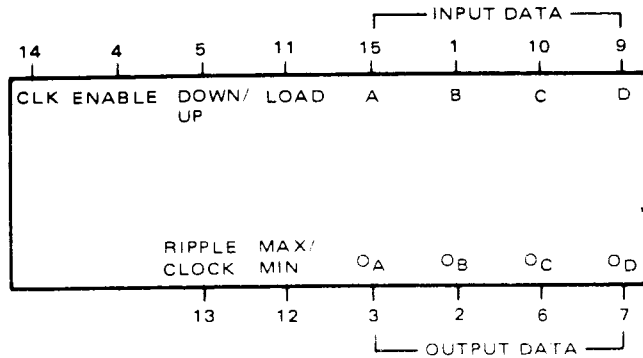 INPUT DATA
14 4 5 11 15 1 10 9
CLK ENABLE DOWN/ LOAD A B C D
UP
RIPPLE MAX/
CLOCK MIN OA OB OC OD
13 12 3 2 6 7
OUTPUT DATA